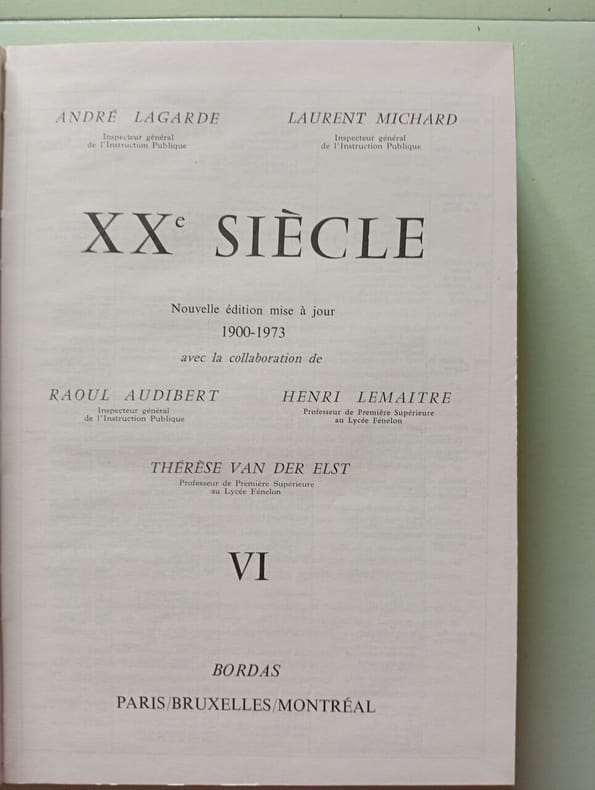 ANDRÉ LAGARDE
Inspecteur général
de l'Instruction Publique
LAURENT MICHARD
Inspecteur général
de l'Instruction Publique
XXe SIÈCLE
Nouvelle édition mise à jour
1900-1973
avec la collaboration de
RAOUL AUDIBERT
Inspecteur général
de l'Instruction Publique
HENRI LEMAITRE
Professeur de Première Supérieure
au Lycée Fénelon
THÉRÈSE VAN DER ELST
Professeur de Première Supérieure
au Lycée Fénelon
VI
BORDAS
PARIS/BRUXELLES/MONTRÉAL